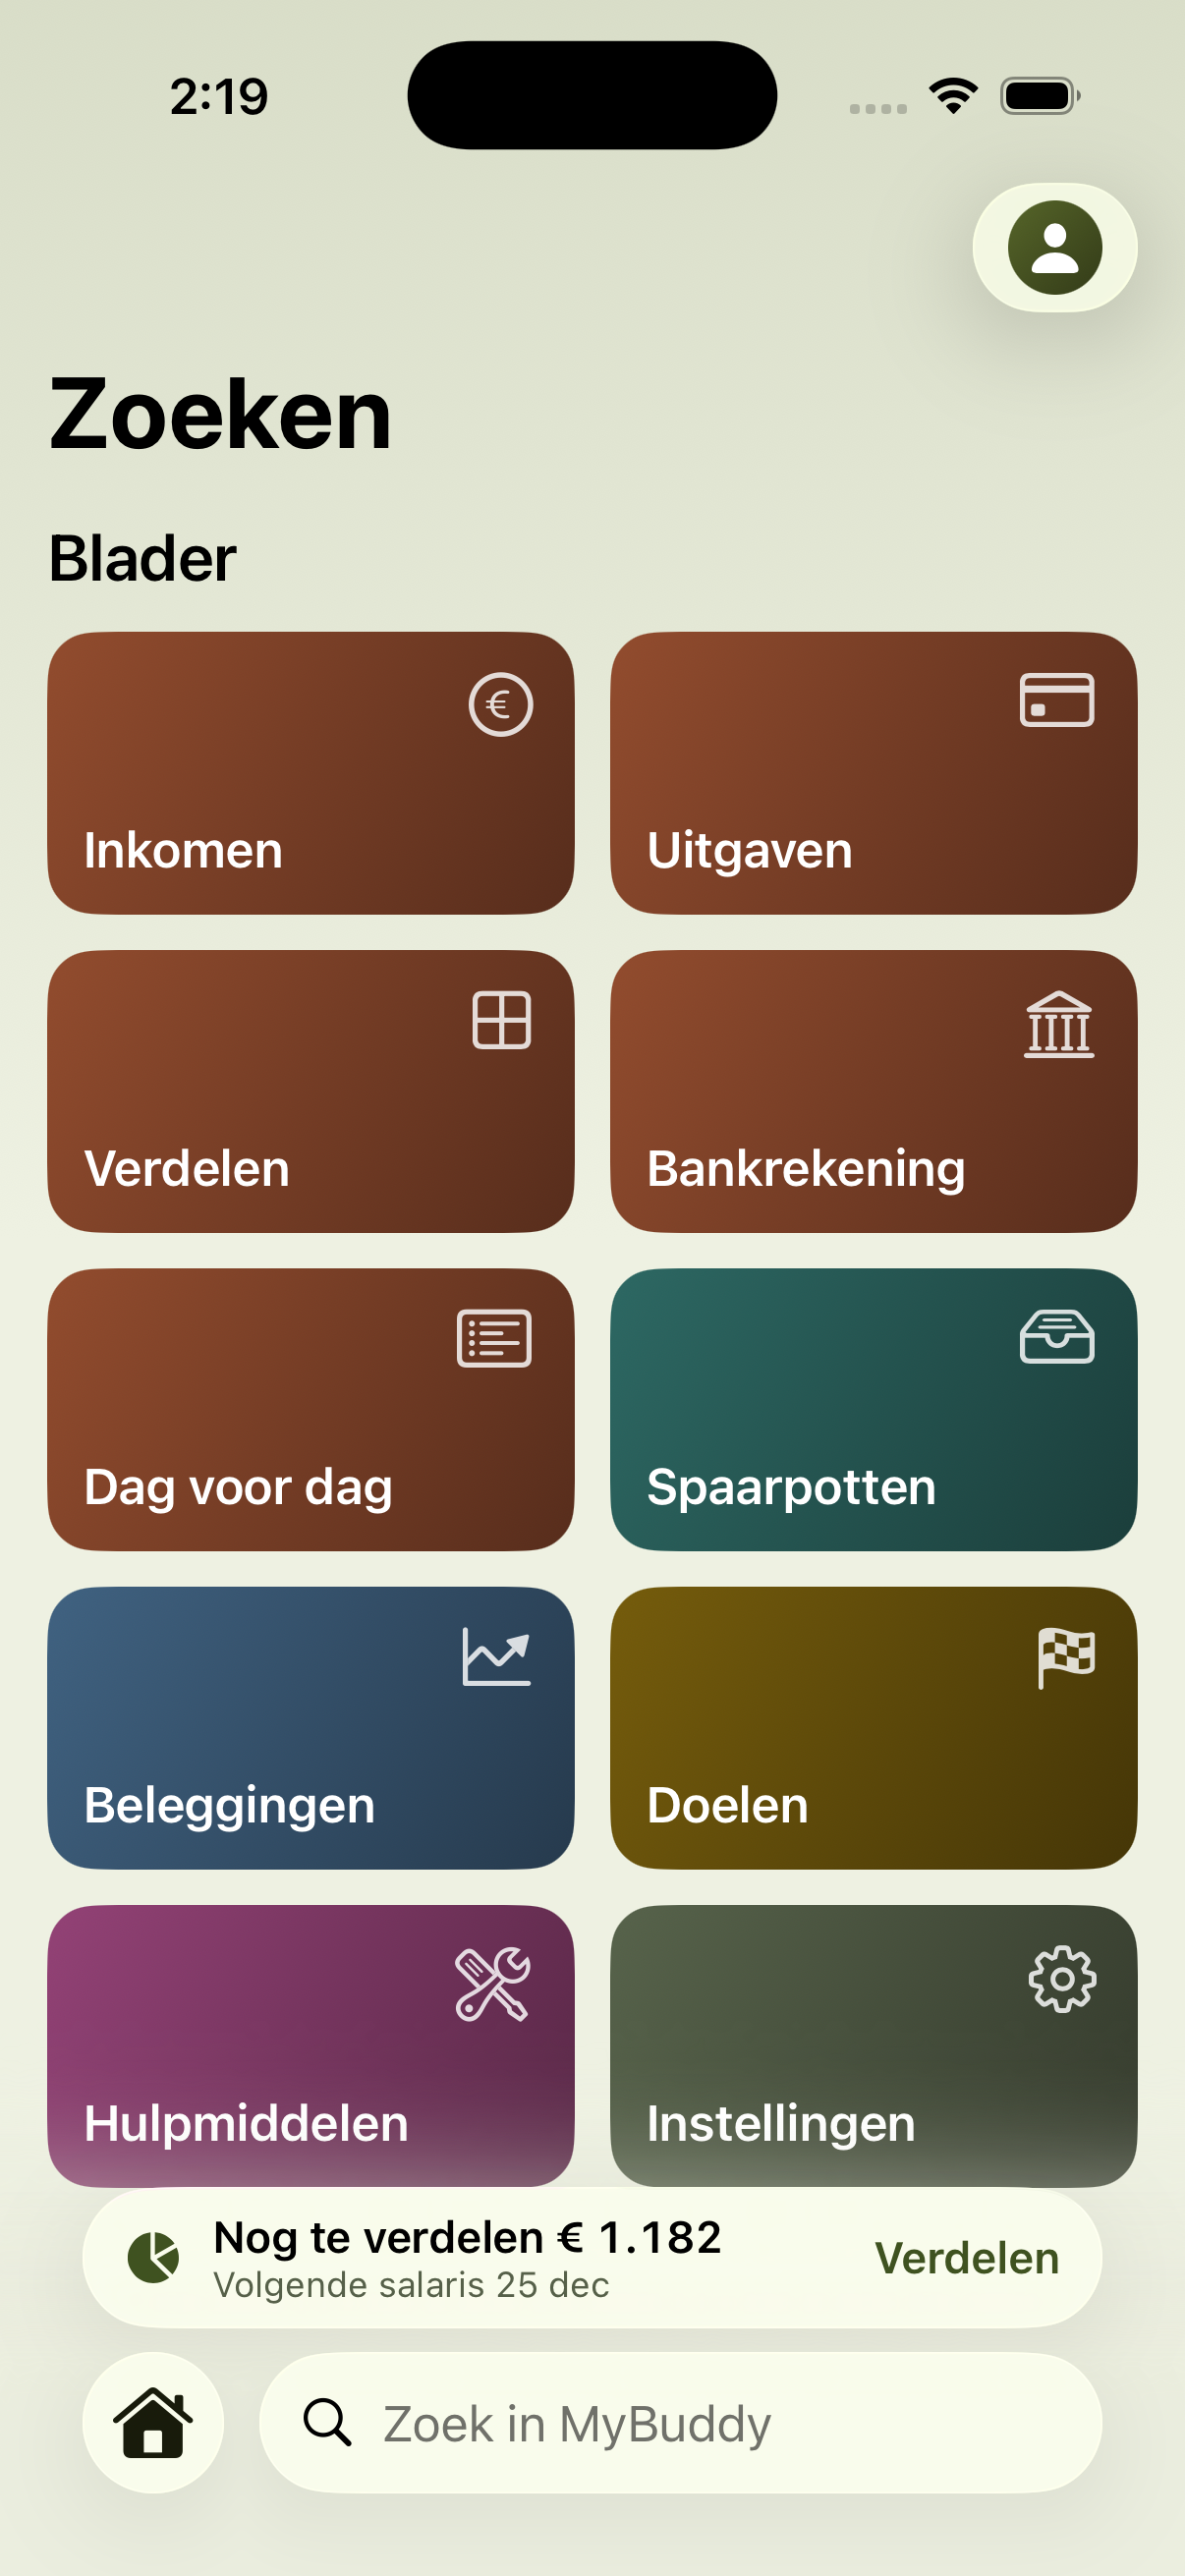 2:19
Zoeken
Blader
€
Inkomen
Uitgaven
Verdelen
Bankrekening
Dag voor dag
Spaarpotten
Beleggingen
Doelen
Hulpmiddelen
Instellingen
Nog te verdelen € 1.182
Volgende salaris 25 dec
Verdelen
Zoek in MyBuddy